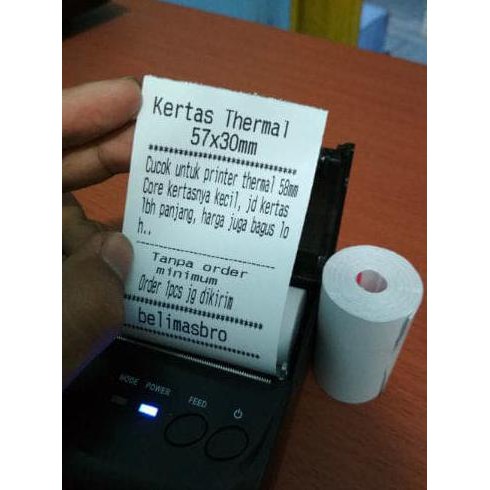 Kertas Thermal
57x30mm
************************
Cucok untuk printer thermal 58mm
Core kertasnya kecil, jd kertas
lbh panjang, harga juga bagus lo
h..
------------------------
Tanpa order
minimum
Order 1pcs jg dikirim
************************
belimasbro
************************
MODE POWER FEED